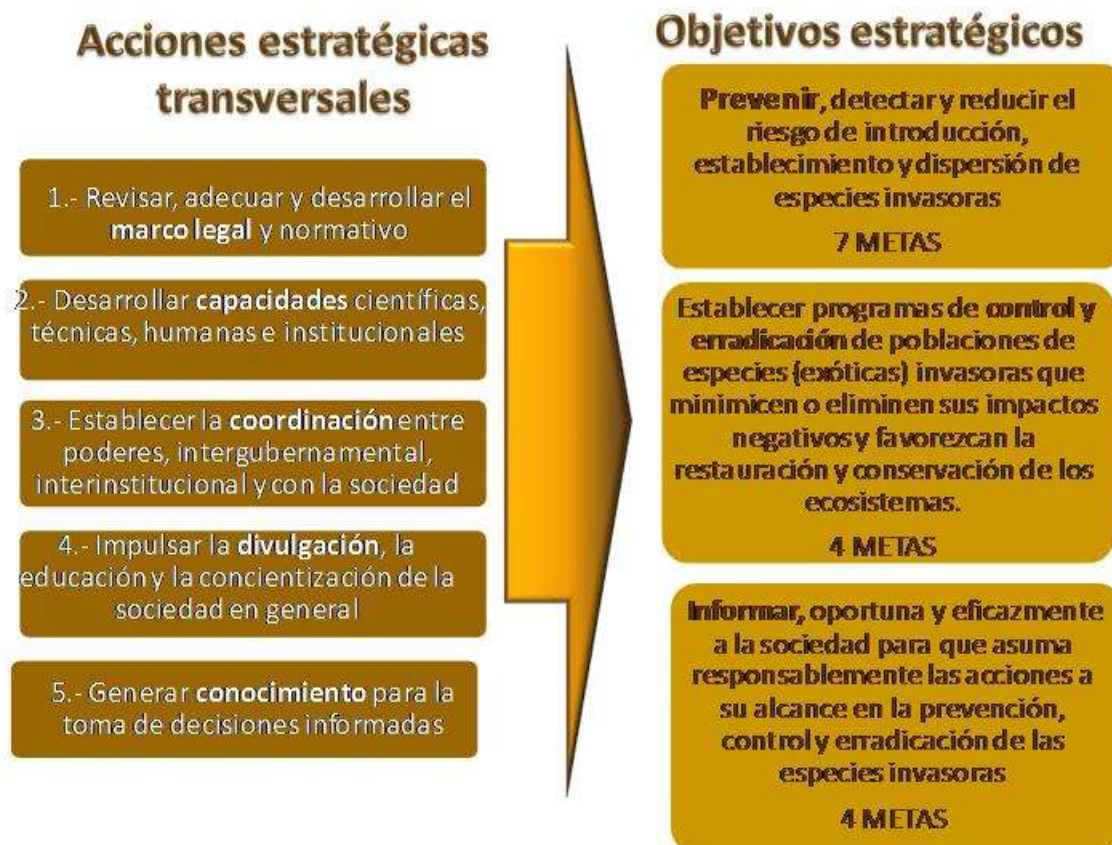 Acciones estratégicas
transversales
1.- Revisar, adecuar y desarrollar el
marco legal y normativo
2.- Desarrollar capacidades científicas,
técnicas, humanas e institucionales
3.- Establecer la coordinación entre
poderes, intergubernamental,
interinstitucional y con la sociedad
4.- Impulsar la divulgación, la
educación y la concientización de la
sociedad en general
5.- Generar conocimiento para la
toma de decisiones informadas
Objetivos estratégicos
Prevenir, detectar y reducir el
riesgo de introducción,
establecimiento y dispersión de
especies invasoras
7 METAS
Establecer programas de control y
erradicación de poblaciones de
especies (exóticas) invasoras que
minimicen o eliminen sus impactos
negativos y favorezcan la
restauración y conservación de los
ecosistemas.
4 METAS
Informar, oportuna y eficazmente
a la sociedad para que asuma
responsablemente las acciones a
su alcance en la prevención,
control y erradicación de las
especies invasoras
4 METAS